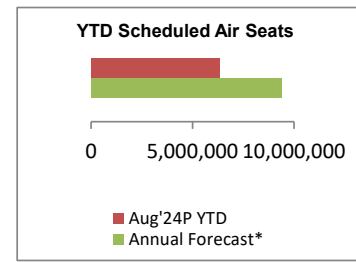 YTD Scheduled Air Seats
0 5,000,000 10,000,000
Aug'24P YTD
Annual Forecast*